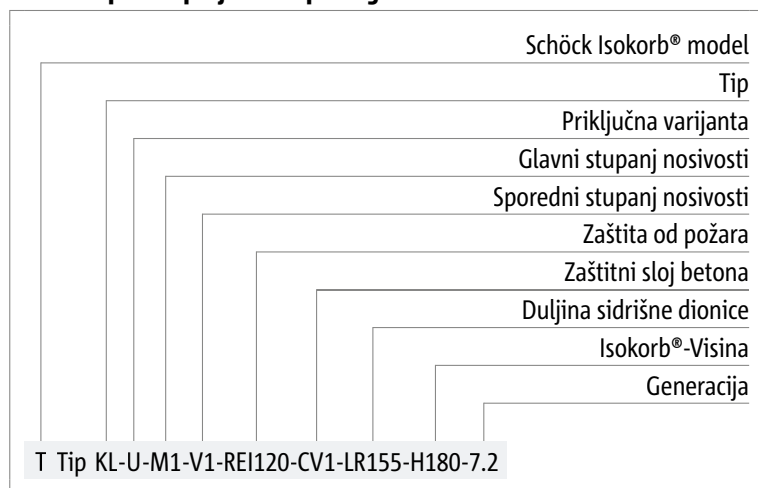 Schöck Isokorb® model
Tip
Priključna varijanta
Glavni stupanj nosivosti
Sporedni stupanj nosivosti
Zaštita od požara
Zaštitni sloj betona
Duljina sidrišne dionice
Isokorb®-Visina
Generacija
T Tip KL-U-M1-V1-REI120-CV1-LR155-H180-7.2